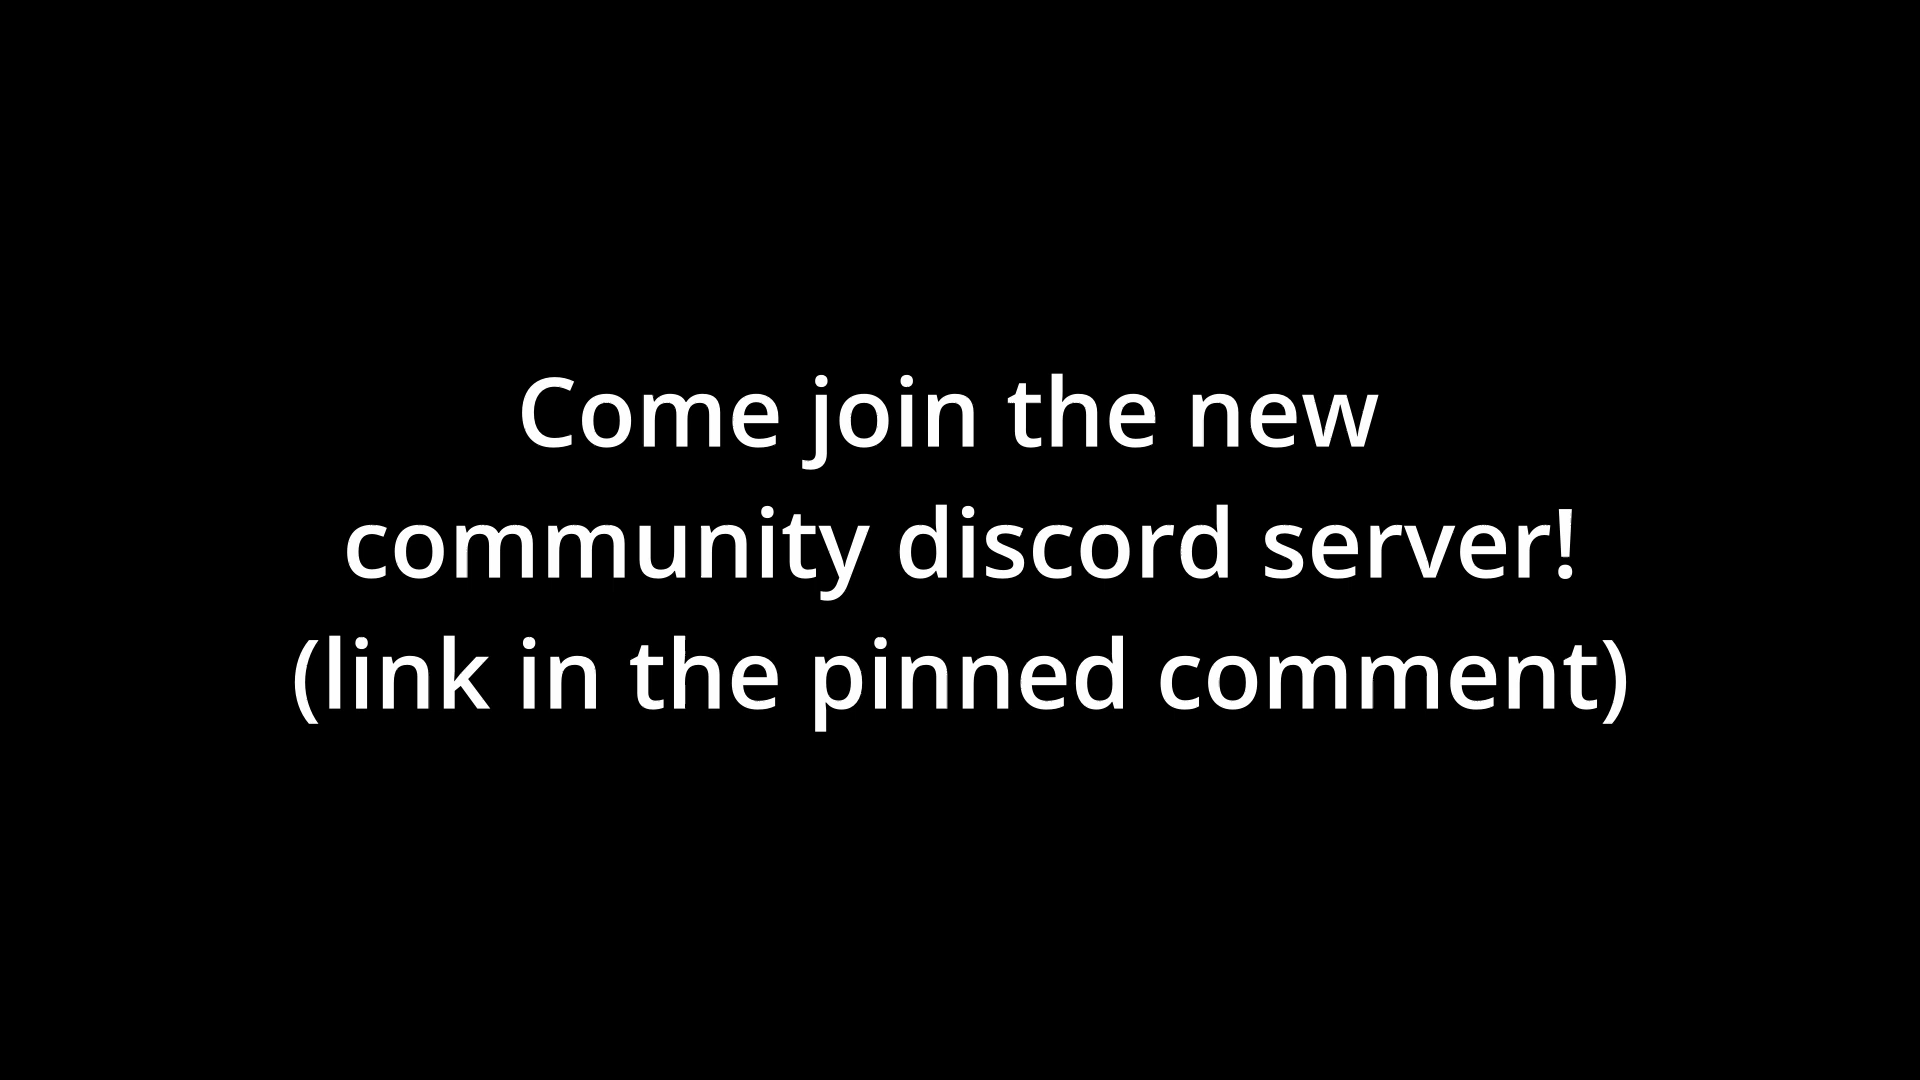 Come join the new
community discord server!
(link in the pinned comment)